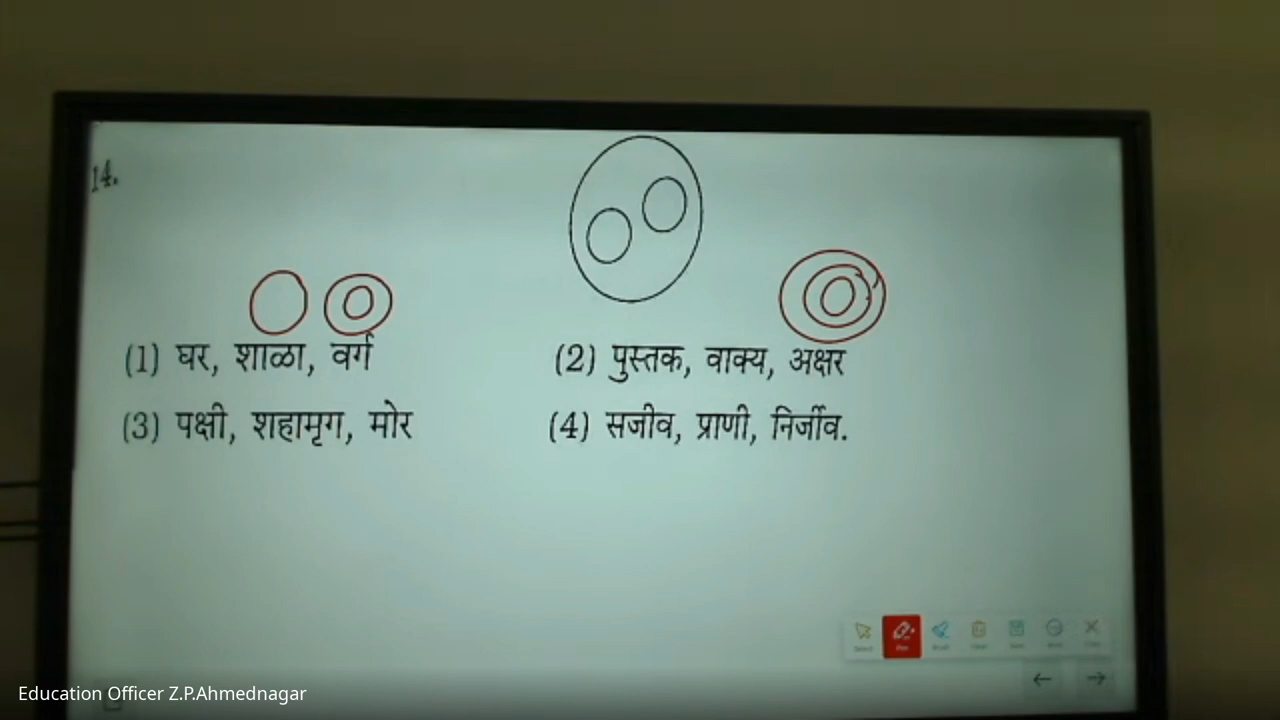 14.
(1) घर, शाळा, वर्ग (2) पुस्तक, वाक्य, अक्षर
(3) पक्षी, शहामृग, मोर (4) सजीव, प्राणी, निर्जीव.
Education Officer Z.P.Ahmednagar